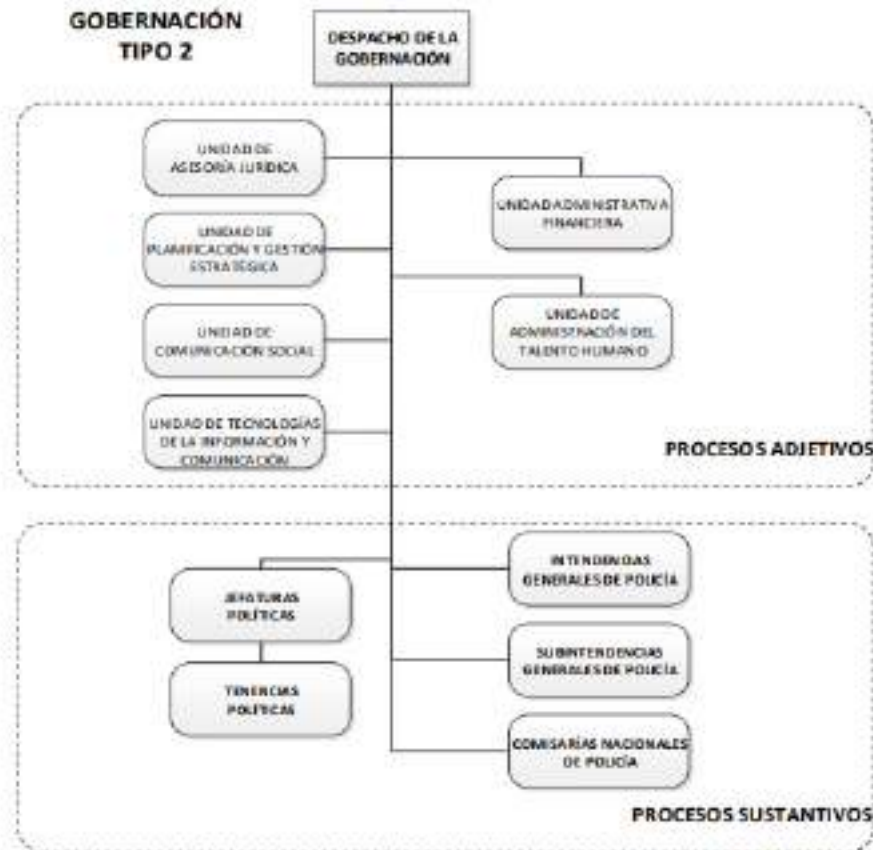 GOBERNACIÓN
TIPO 2
DESPACHO DE LA
GOBERNACIÓN
UNIDAD DE
ASESORÍA JURÍDICA
UNIDAD ADMINISTRATIVA
FINANCIERA
UNIDAD DE
PLANIFICACIÓN Y GESTIÓN
ESTRATÉGICA
UNIDAD DE
ADMINISTRACIÓN DEL
TALENTO HUMANO
UNIDAD DE
COMUNICACIÓN SOCIAL
UNIDAD DE TECNOLOGÍAS
DE LA INFORMACIÓN Y
COMUNICACIÓN
PROCESOS ADJETIVOS
JEFATURAS
POLÍTICAS
INTENDENCIAS
GENERALES DE POLICÍA
TENENCIAS
POLÍTICAS
SUBINTENDENCIAS
GENERALES DE POLICÍA
COMISARÍAS NACIONALES
DE POLICÍA
PROCESOS SUSTANTIVOS